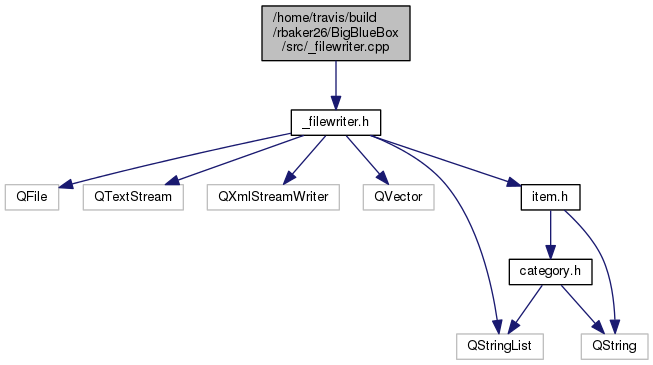 /home/travis/build
/rbaker26/BigBlueBox
/src/_filewriter.cpp
_filewriter.h
QFile
QTextStream
QXmlStreamWriter
QVector
item.h
category.h
QStringList
QString